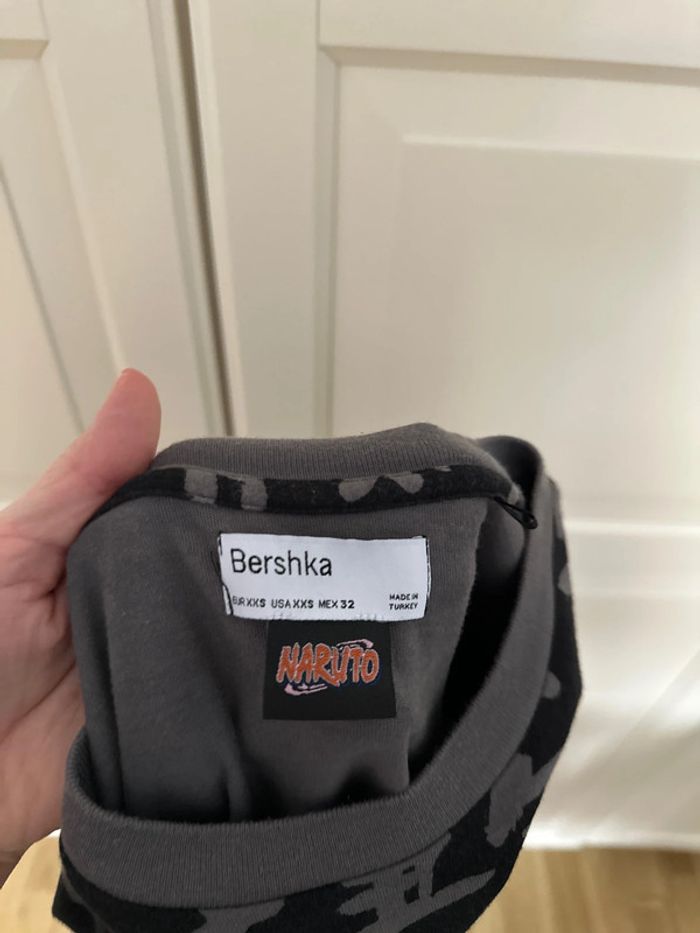 Bershka
EUR XXS USA XXS MEX 32
MADE IN
TURKEY
NARUTO